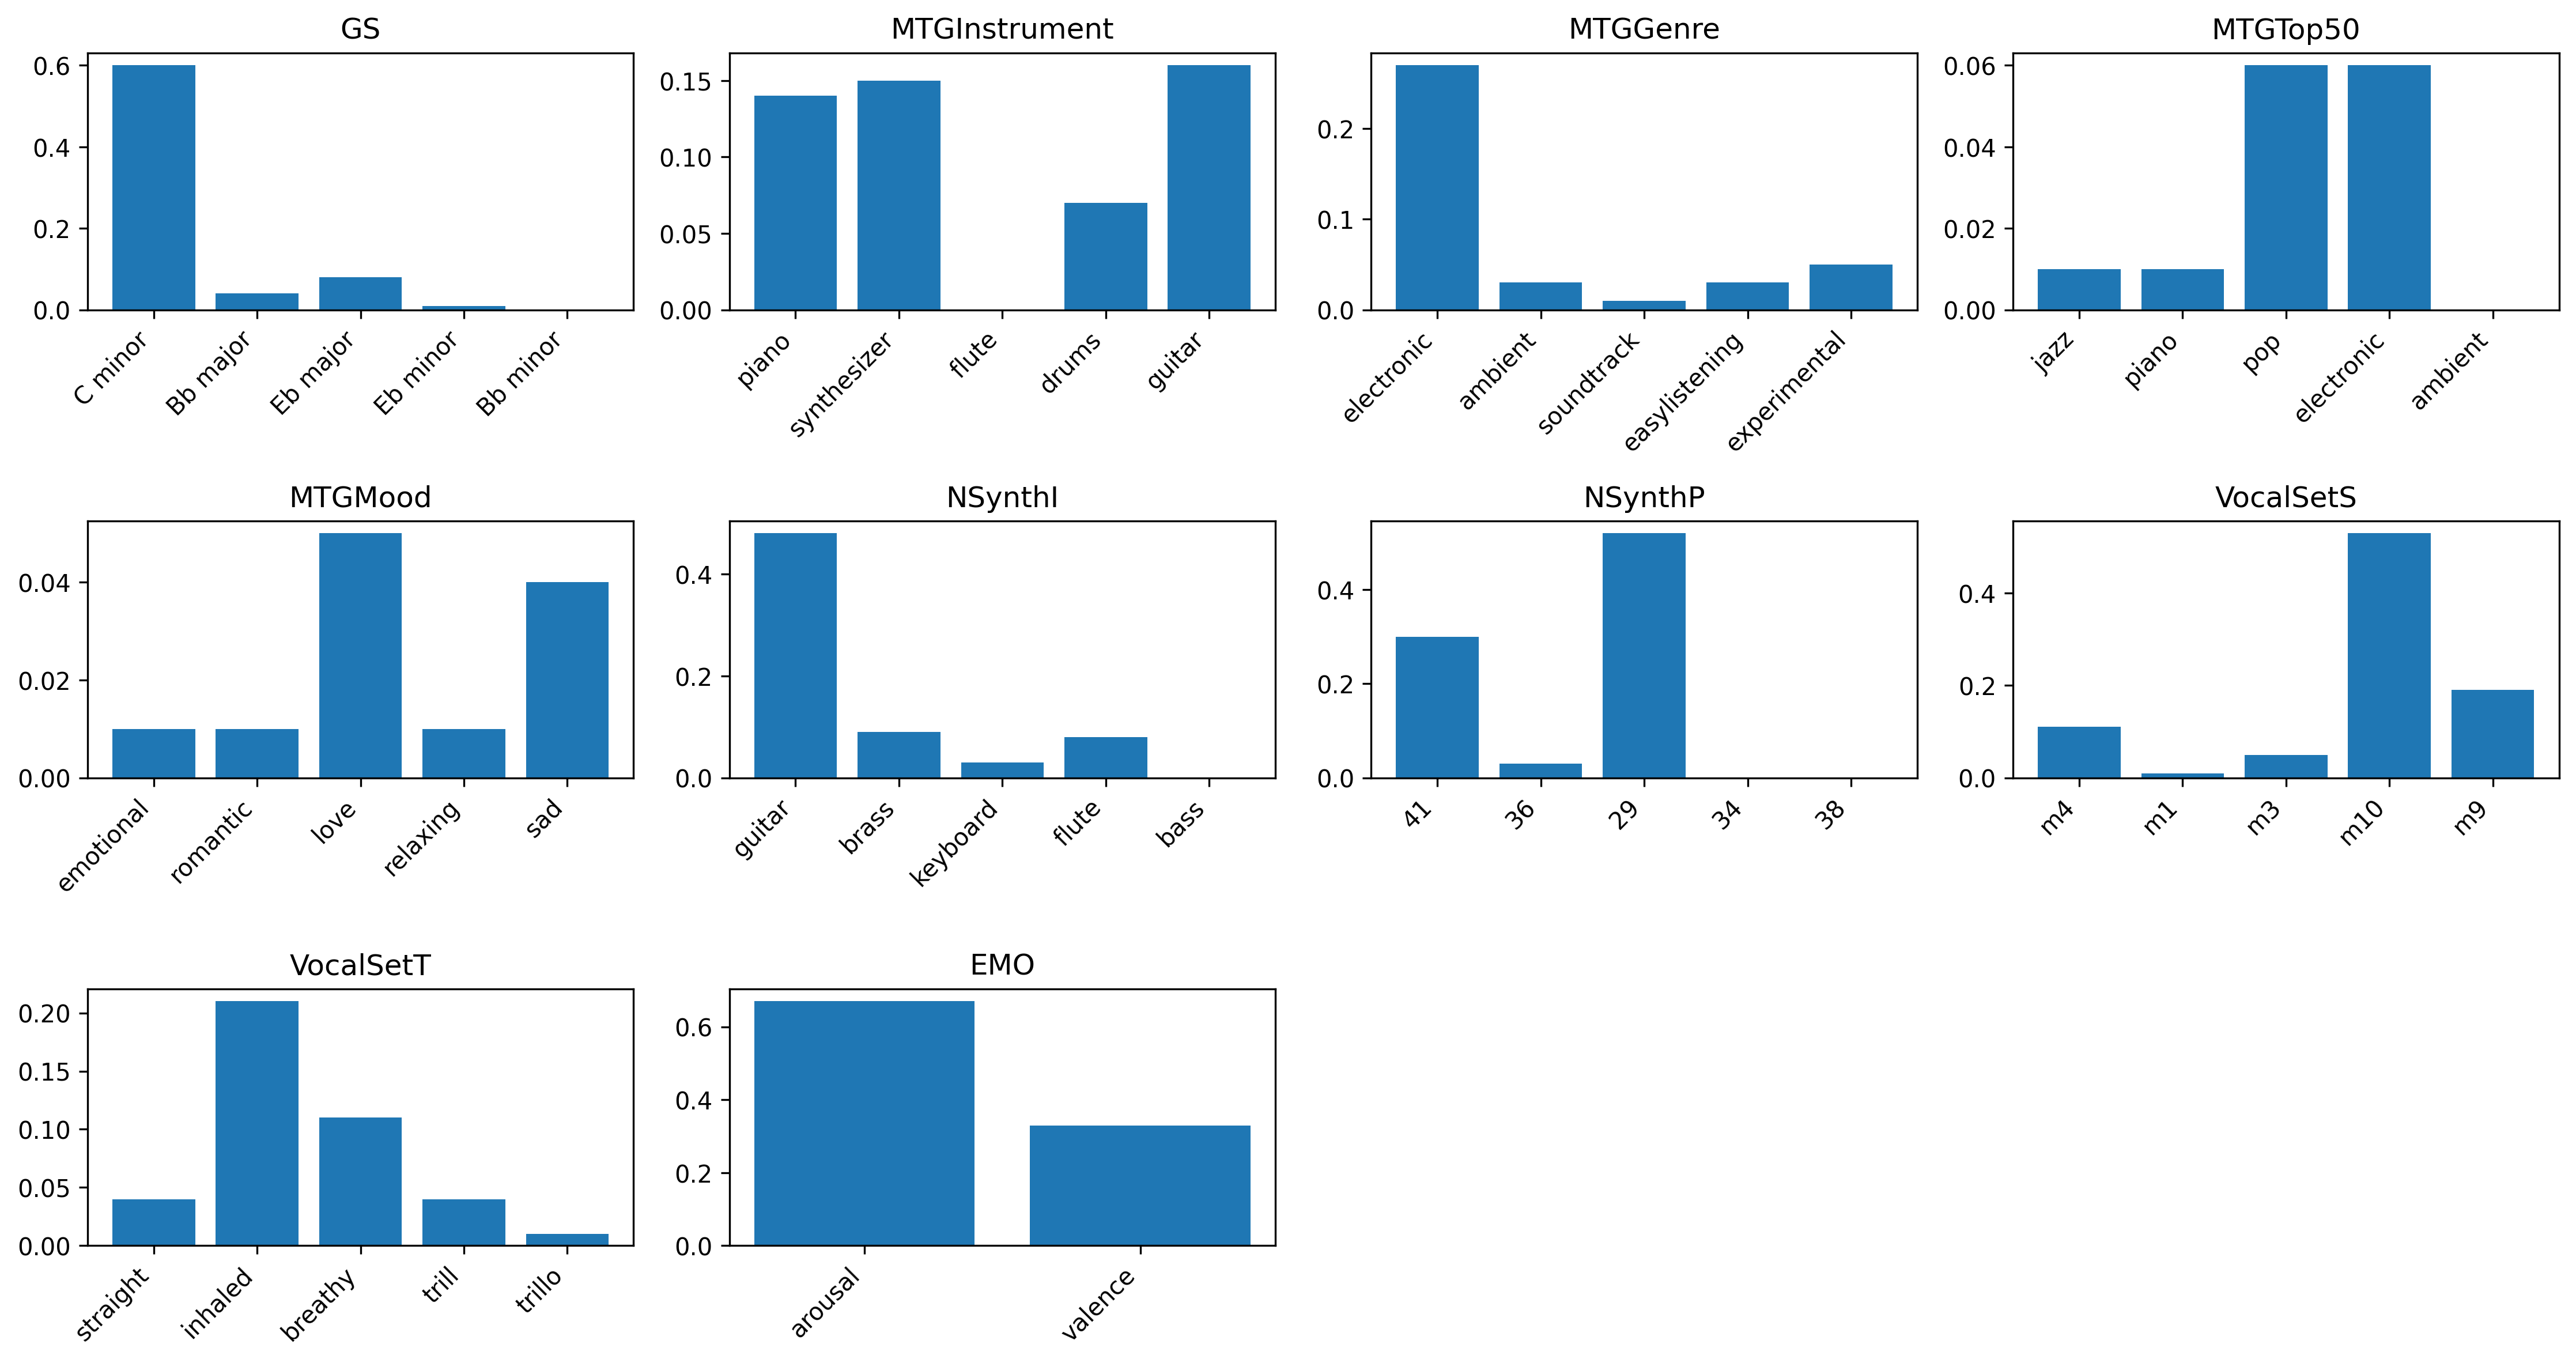 GS
0.6
0.4
0.2
0.0
C minor
Bb major
Eb major
Eb minor
Bb minor
MTGInstrument
0.15
0.10
0.05
0.00
piano
synthesizer
flute
drums
guitar
MTGGenre
0.2
0.1
0.0
electronic
ambient
soundtrack
easylistening
experimental
MTGTop50
0.06
0.04
0.02
0.00
jazz
piano
pop
electronic
ambient
MTGMood
0.04
0.02
0.00
emotional
romantic
love
relaxing
sad
NSynthI
0.4
0.2
0.0
guitar
brass
keyboard
flute
bass
NSynthP
0.4
0.2
0.0
41
36
29
34
38
VocalSetS
0.4
0.2
0.0
m4
m1
m3
m10
m9
VocalSetT
0.20
0.15
0.10
0.05
0.00
straight
inhaled
breathy
trill
trillo
EMO
0.6
0.4
0.2
0.0
arousal
valence